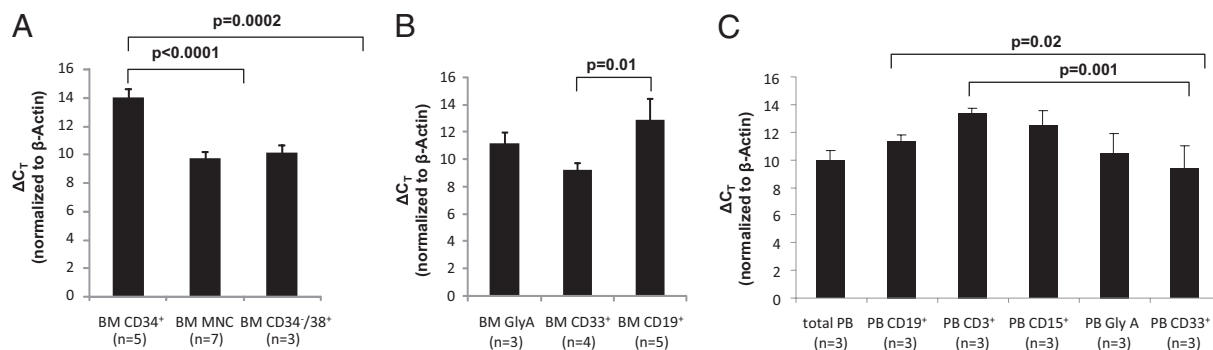 A
p=0.0002
p<0.0001
ΔC_T
(normalized to β-Actin)
16
14
12
10
8
6
4
2
0
BM CD34⁺ BM MNC BM CD34⁻/38⁺
(n=5) (n=7) (n=3)
B
p=0.01
ΔC_T
(normalized to β-Actin)
16
14
12
10
8
6
4
2
0
BM GlyA BM CD33⁺ BM CD19⁺
(n=3) (n=4) (n=5)
C
p=0.02
p=0.001
ΔC_T
(normalized to β-Actin)
16
14
12
10
8
6
4
2
0
total PB PB CD19⁺ PB CD3⁺ PB CD15⁺ PB Gly A PB CD33⁺
(n=3) (n=3) (n=3) (n=3) (n=3) (n=3)